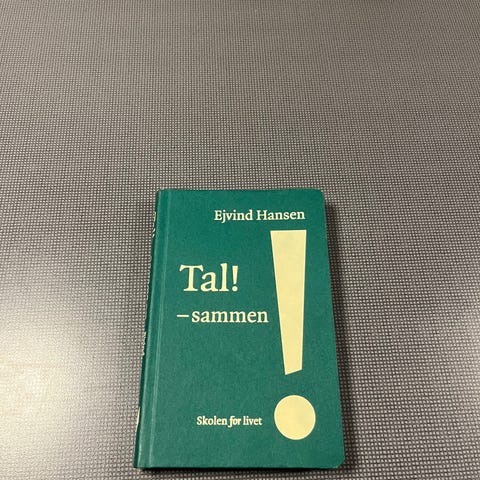 Ejvind Hansen
Tal!
–sammen
!
Skolen for livet